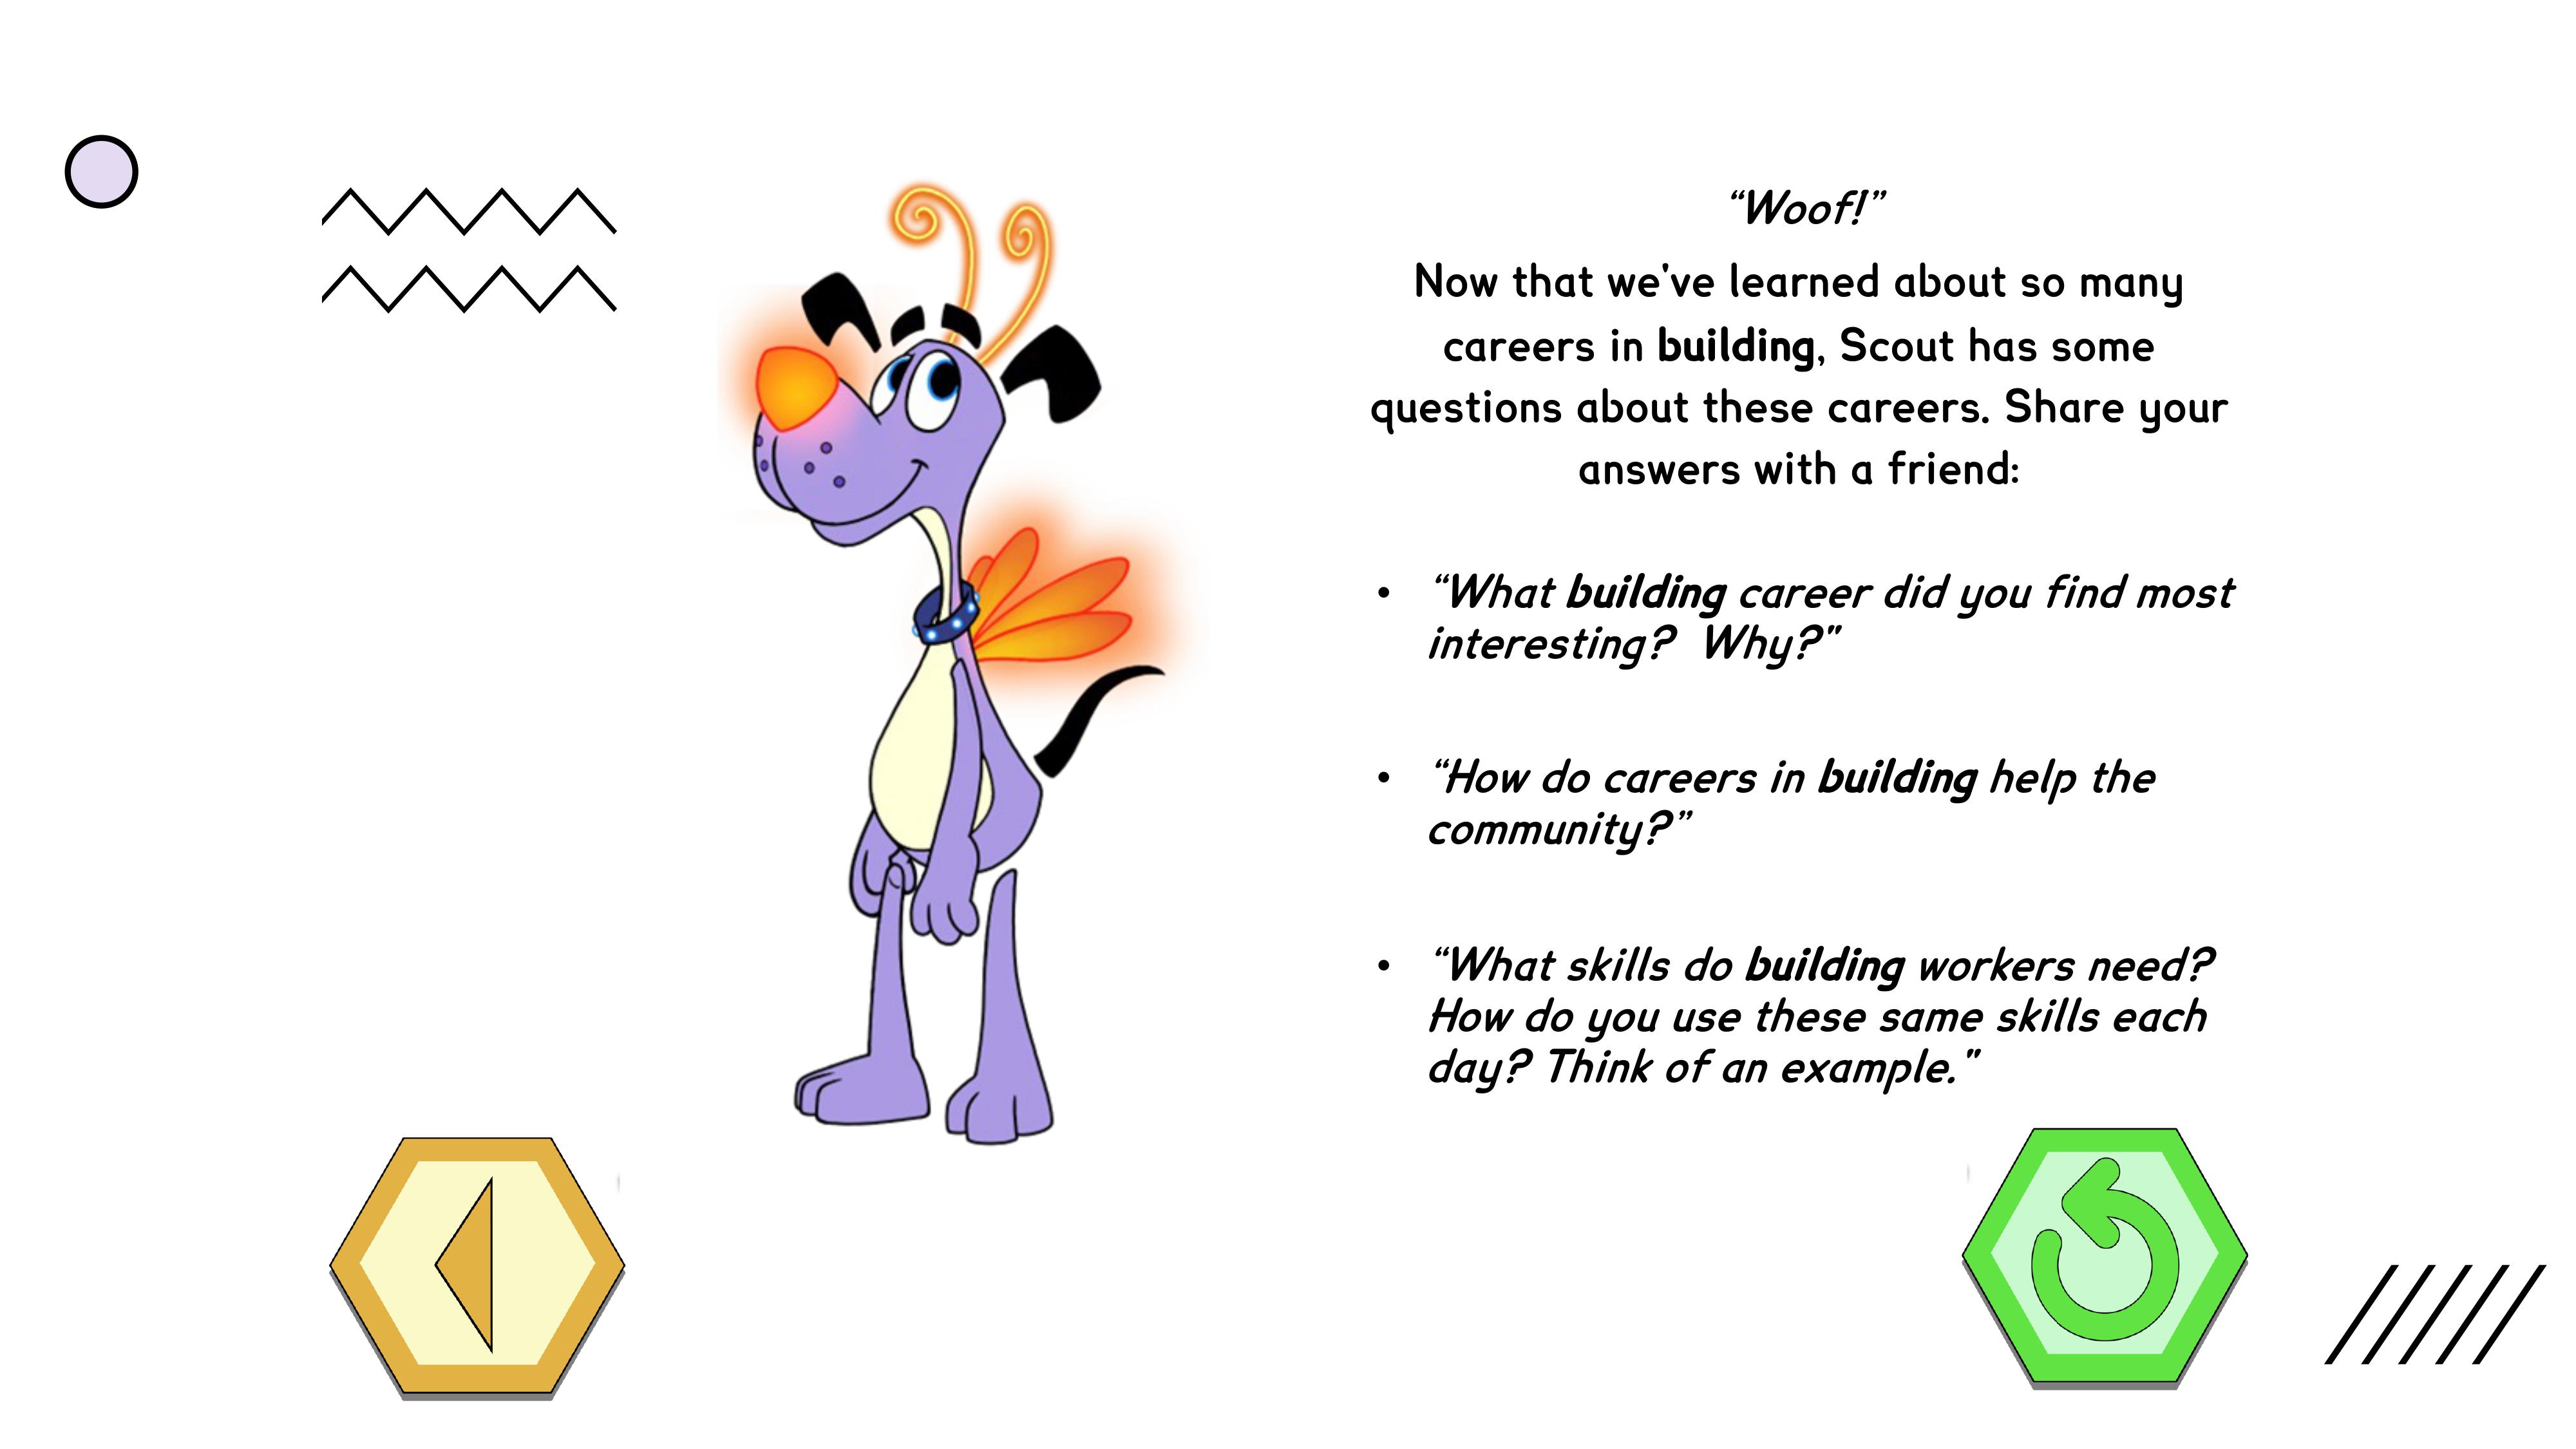 “Woof!”
Now that we've learned about so many
careers in building, Scout has some
questions about these careers. Share your
answers with a friend:
• “What building career did you find most
interesting?  Why?"
• “How do careers in building help the
community?”
• “What skills do building workers need?
How do you use these same skills each
day? Think of an example."